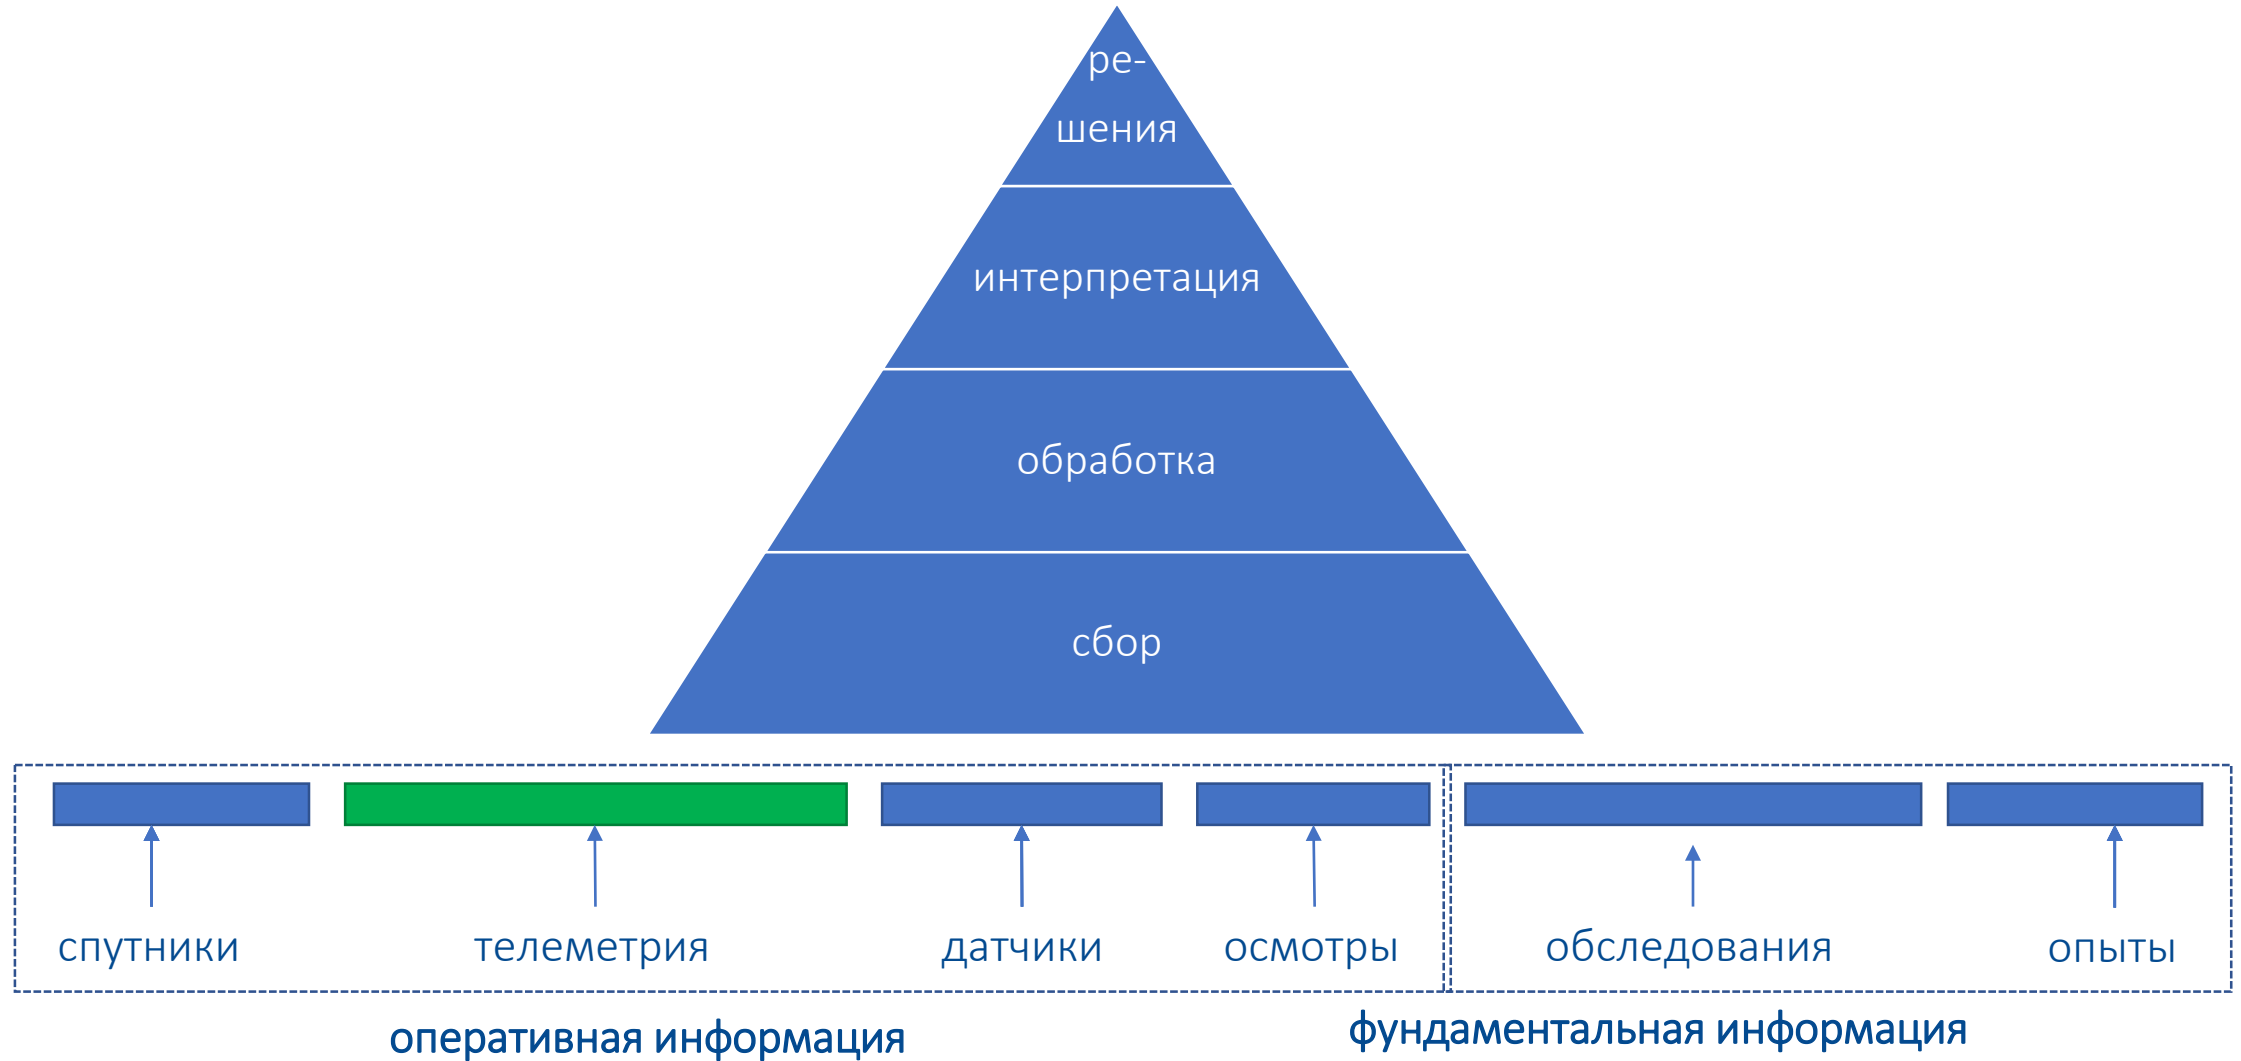 ре-
шения
интерпретация
обработка
сбор
спутники
телеметрия
датчики
осмотры
обследования
опыты
оперативная информация
фундаментальная информация